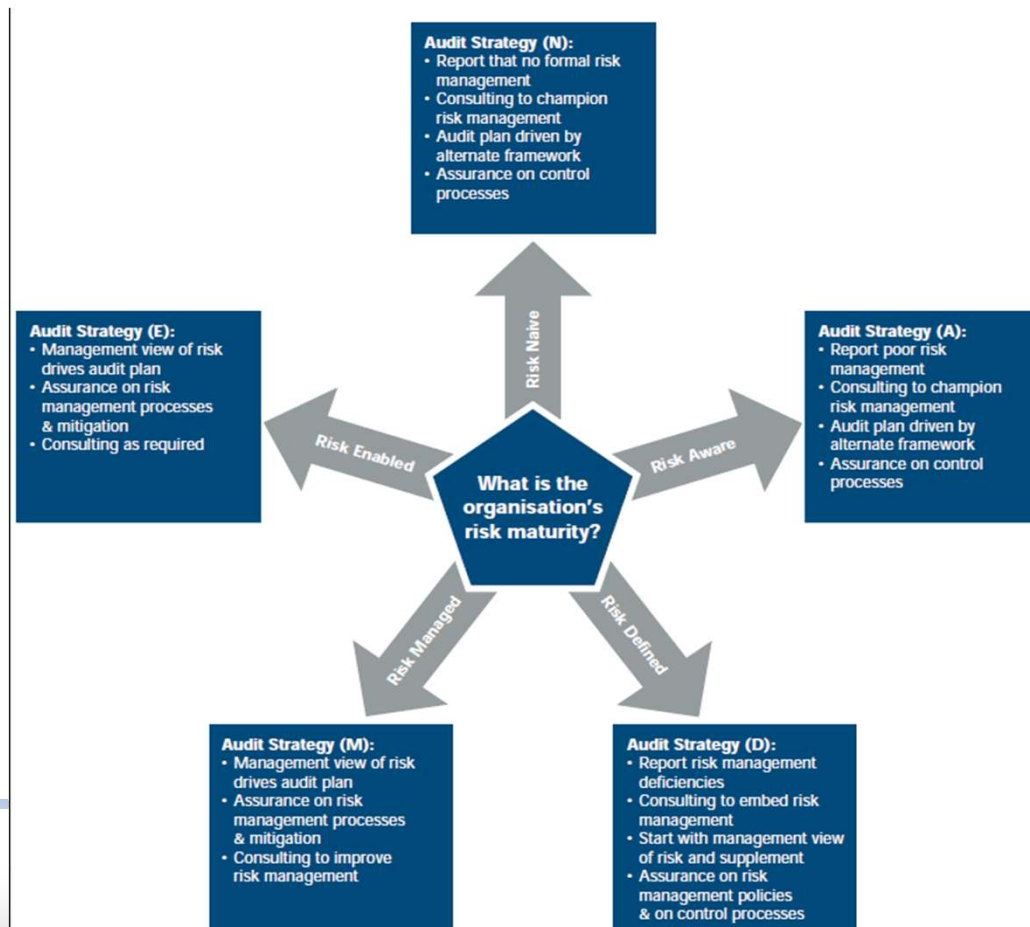 Audit Strategy (N):
• Report that no formal risk
management
• Consulting to champion
risk management
• Audit plan driven by
alternate framework
• Assurance on control
processes
Risk Naive
Audit Strategy (E):
• Management view of risk
drives audit plan
• Assurance on risk
management processes
& mitigation
• Consulting as required
Risk Enabled
Audit Strategy (A):
• Report poor risk
management
• Consulting to champion
risk management
• Audit plan driven by
alternate framework
• Assurance on control
processes
Risk Aware
What is the
organisation's
risk maturity?
Risk Managed
Risk Defined
Audit Strategy (M):
• Management view of risk
drives audit plan
• Assurance on risk
management processes
& mitigation
• Consulting to improve
risk management
Audit Strategy (D):
• Report risk management
deficiencies
• Consulting to embed risk
management
• Start with management view
of risk and supplement
• Assurance on risk
management policies
& on control processes